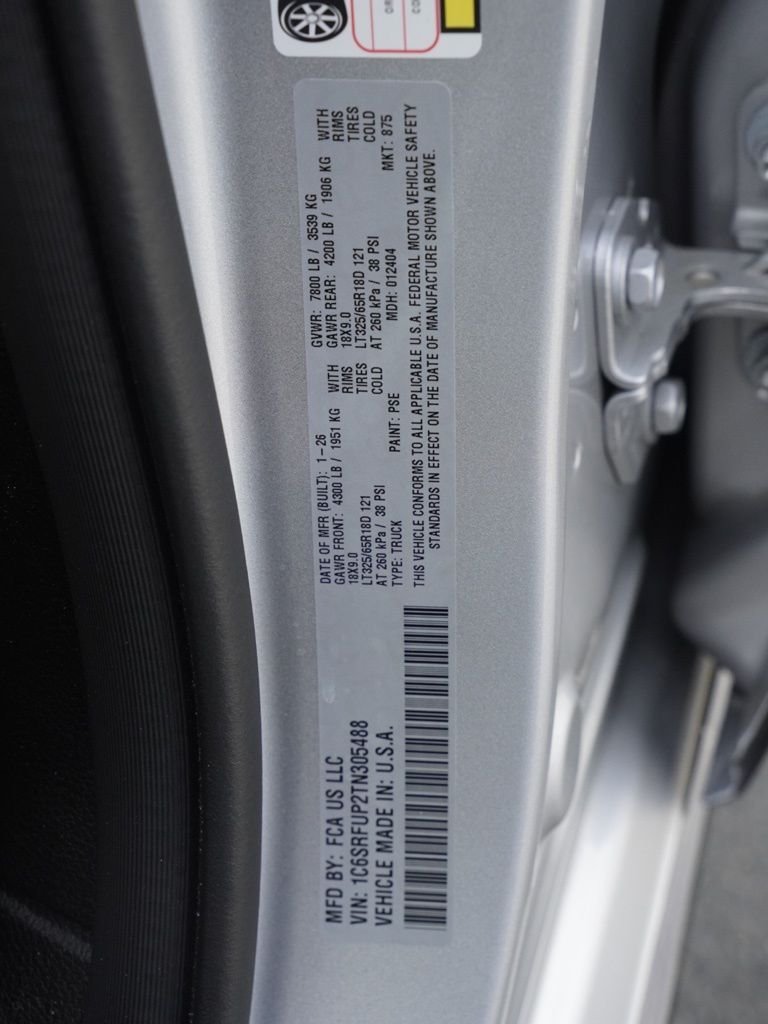 MFD BY: FCA US LLC
VIN: 1C6SRFUP2TN305488
VEHICLE MADE IN: U.S.A.
DATE OF MFR (BUILT): 1-26
GAWR FRONT: 4300 LB / 1951 KG WITH
18X9.0 RIMS
LT325/65R18D 121 TIRES
AT 260 kPa / 38 PSI COLD
TYPE: TRUCK
GVWR: 7800 LB / 3539 KG
GAWR REAR: 4200 LB / 1906 KG WITH
18X9.0 RIMS
LT325/65R18D 121 TIRES
AT 260 kPa / 38 PSI COLD
PAINT: PSE MDH: 012404 MKT: 875
THIS VEHICLE CONFORMS TO ALL APPLICABLE U.S.A. FEDERAL MOTOR VEHICLE SAFETY
STANDARDS IN EFFECT ON THE DATE OF MANUFACTURE SHOWN ABOVE.